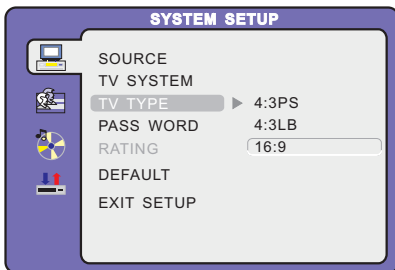 SYSTEM SETUP
SOURCE
TV SYSTEM
TV TYPE 4:3PS
PASS WORD 4:3LB
RATING 16:9
DEFAULT
EXIT SETUP